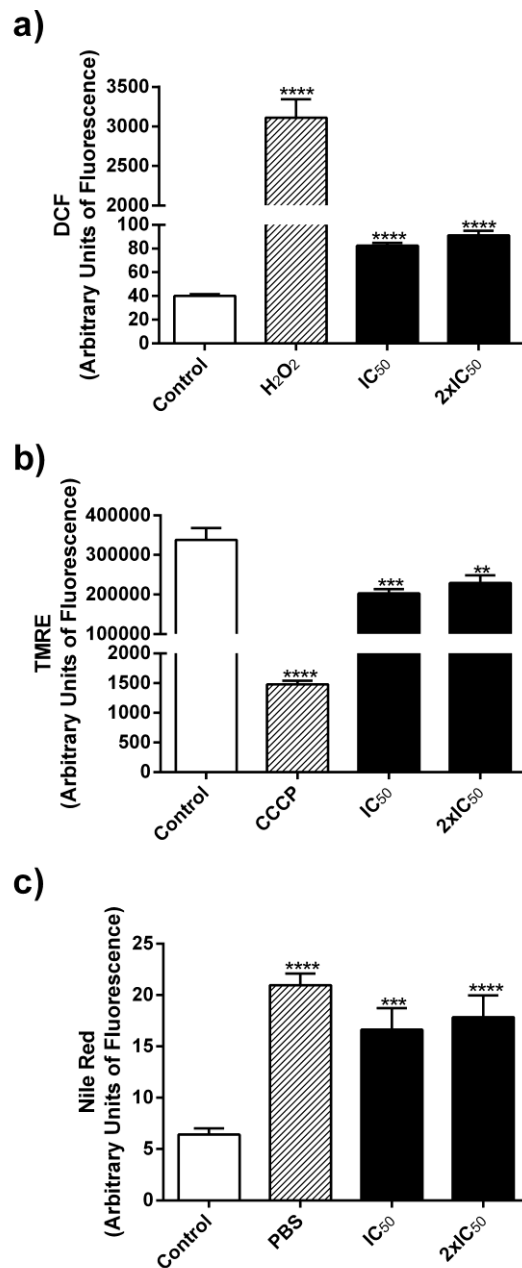 a)
DCF
(Arbitrary Units of Fluorescence)
3500
3000
2500
2000
100
80
60
40
20
0
****
****
****
Control
H₂O₂
IC₅₀
2xIC₅₀
b)
TMRE
(Arbitrary Units of Fluorescence)
400000
300000
200000
100000
2000
1500
1000
500
0
****
***
**
Control
CCCP
IC₅₀
2xIC₅₀
c)
Nile Red
(Arbitrary Units of Fluorescence)
25
20
15
10
5
0
****
***
****
Control
PBS
IC₅₀
2xIC₅₀